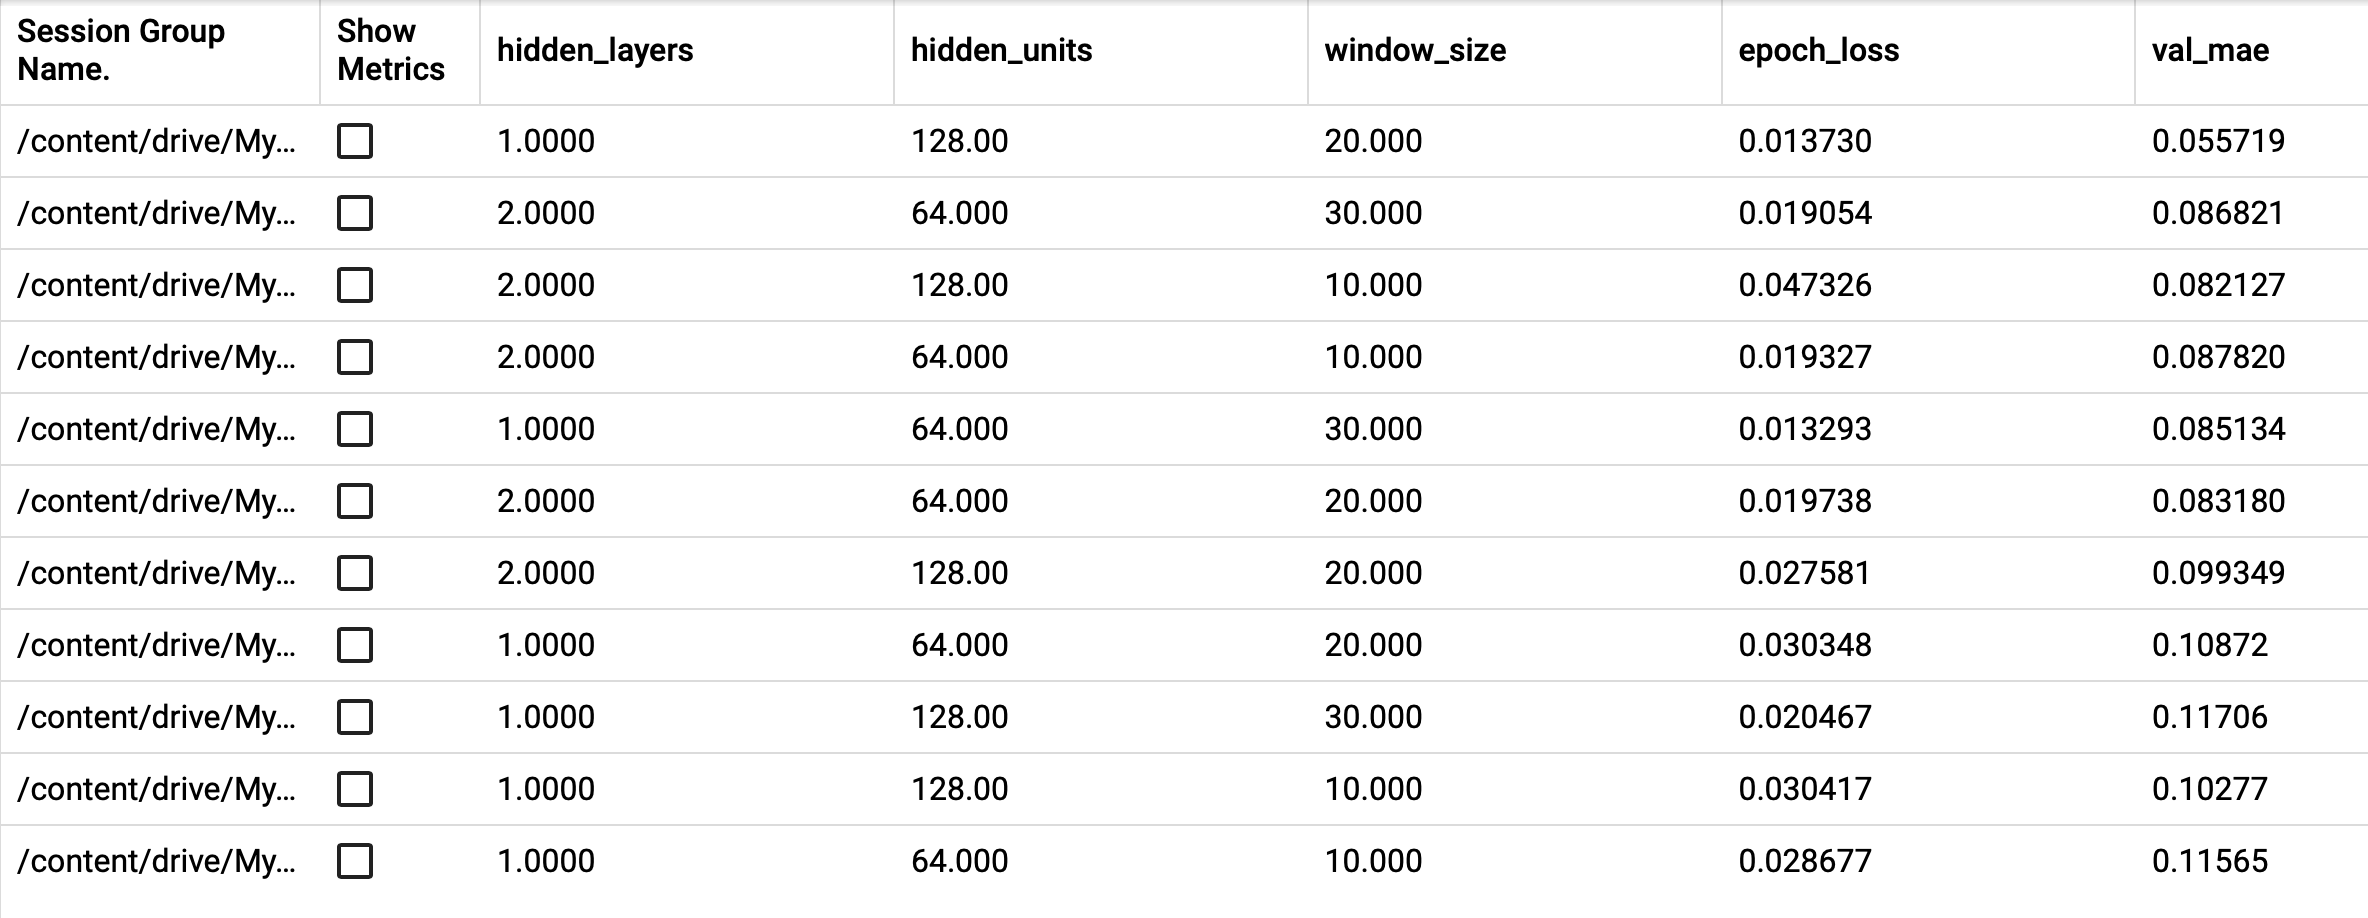 Session Group Name. Show Metrics hidden_layers hidden_units window_size epoch_loss val_mae
/content/drive/My... 1.0000 128.00 20.000 0.013730 0.055719
/content/drive/My... 2.0000 64.000 30.000 0.019054 0.086821
/content/drive/My... 2.0000 128.00 10.000 0.047326 0.082127
/content/drive/My... 2.0000 64.000 10.000 0.019327 0.087820
/content/drive/My... 1.0000 64.000 30.000 0.013293 0.085134
/content/drive/My... 2.0000 64.000 20.000 0.019738 0.083180
/content/drive/My... 2.0000 128.00 20.000 0.027581 0.099349
/content/drive/My... 1.0000 64.000 20.000 0.030348 0.10872
/content/drive/My... 1.0000 128.00 30.000 0.020467 0.11706
/content/drive/My... 1.0000 128.00 10.000 0.030417 0.10277
/content/drive/My... 1.0000 64.000 10.000 0.028677 0.11565